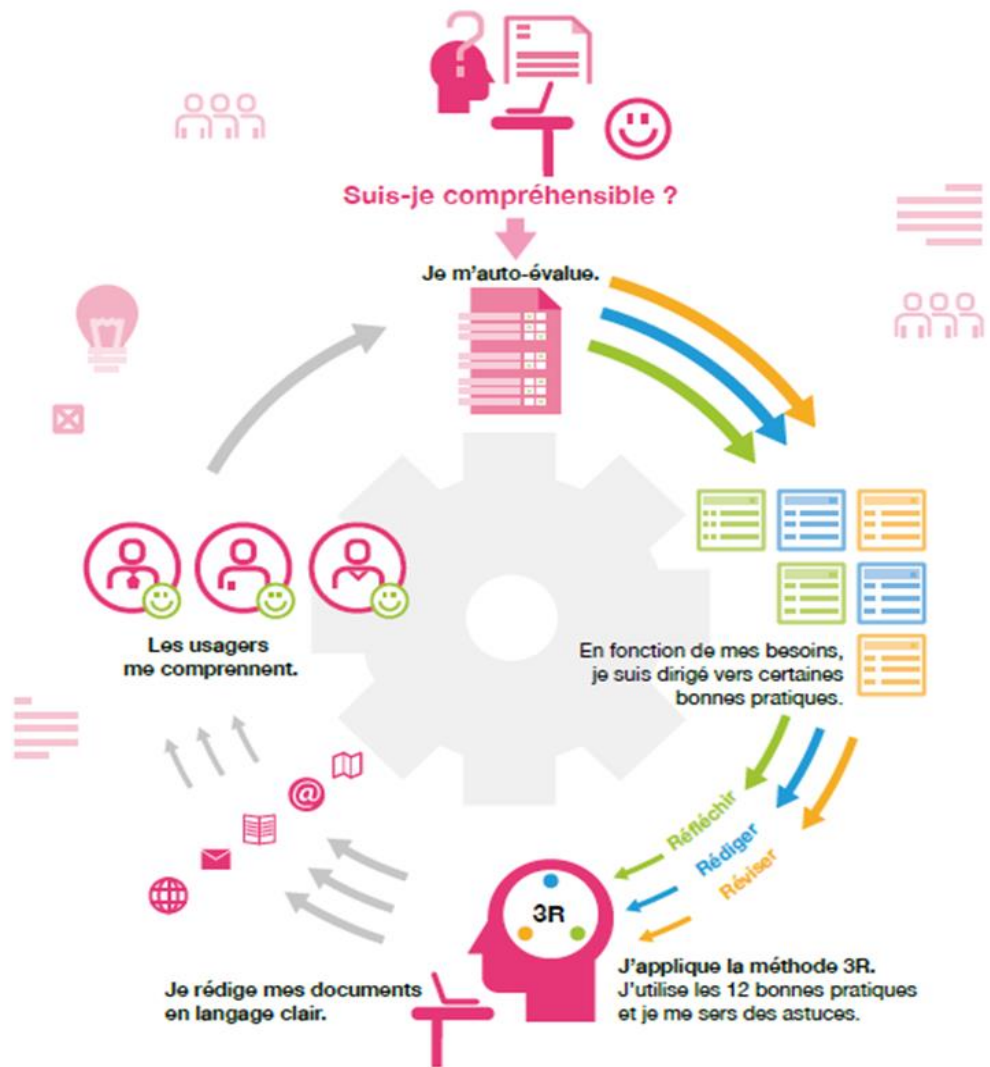 Suis-je compréhensible ?
Je m'auto-évalue.
En fonction de mes besoins,
je suis dirigé vers certaines
bonnes pratiques.
Réfléchir
Rédiger
Réviser
3R
J'applique la méthode 3R.
J'utilise les 12 bonnes pratiques
et je me sers des astuces.
Je rédige mes documents
en langage clair.
@
Les usagers
me comprennent.